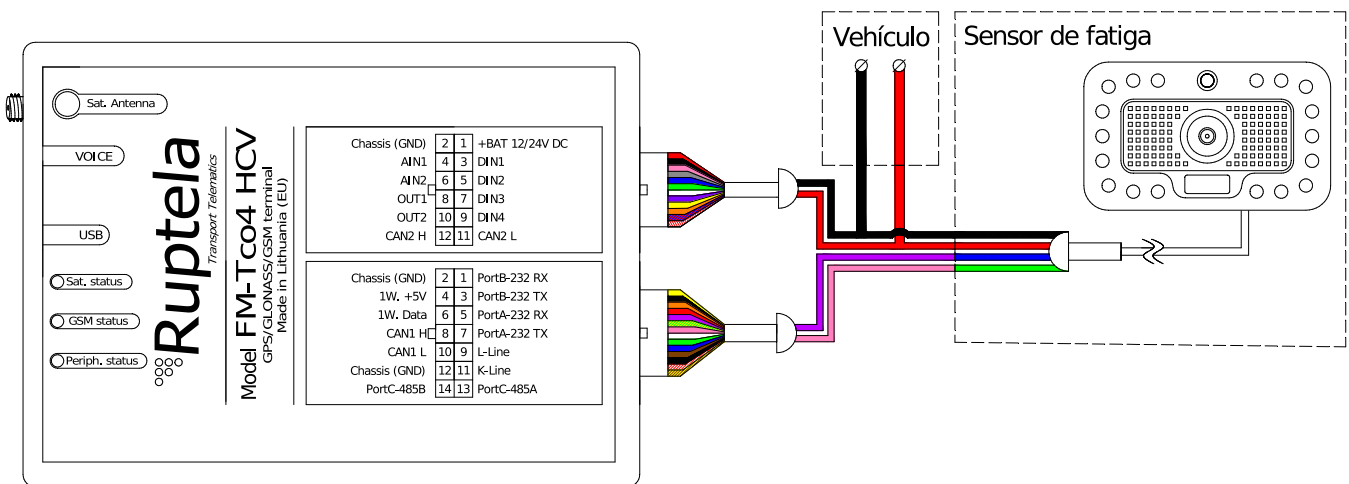 Vehículo
Sensor de fatiga
Sat. Antenna
VOICE
USB
Sat. status
GSM status
Periph. status
Ruptela
Transport Telematics
Model FM-Tco4 HCV
GPS/GLONASS/GSM terminal
Made in Lithuania (EU)
Chassis (GND) 2 1 +BAT 12/24V DC
AIN1 4 3 DIN1
AIN2 6 5 DIN2
OUT1 8 7 DIN3
OUT2 10 9 DIN4
CAN2 H 12 11 CAN2 L
Chassis (GND) 2 1 PortB-232 RX
1W. +5V 4 3 PortB-232 TX
1W. Data 6 5 PortA-232 RX
CAN1 H 8 7 PortA-232 TX
CAN1 L 10 9 L-Line
Chassis (GND) 12 11 K-Line
PortC-485B 14 13 PortC-485A